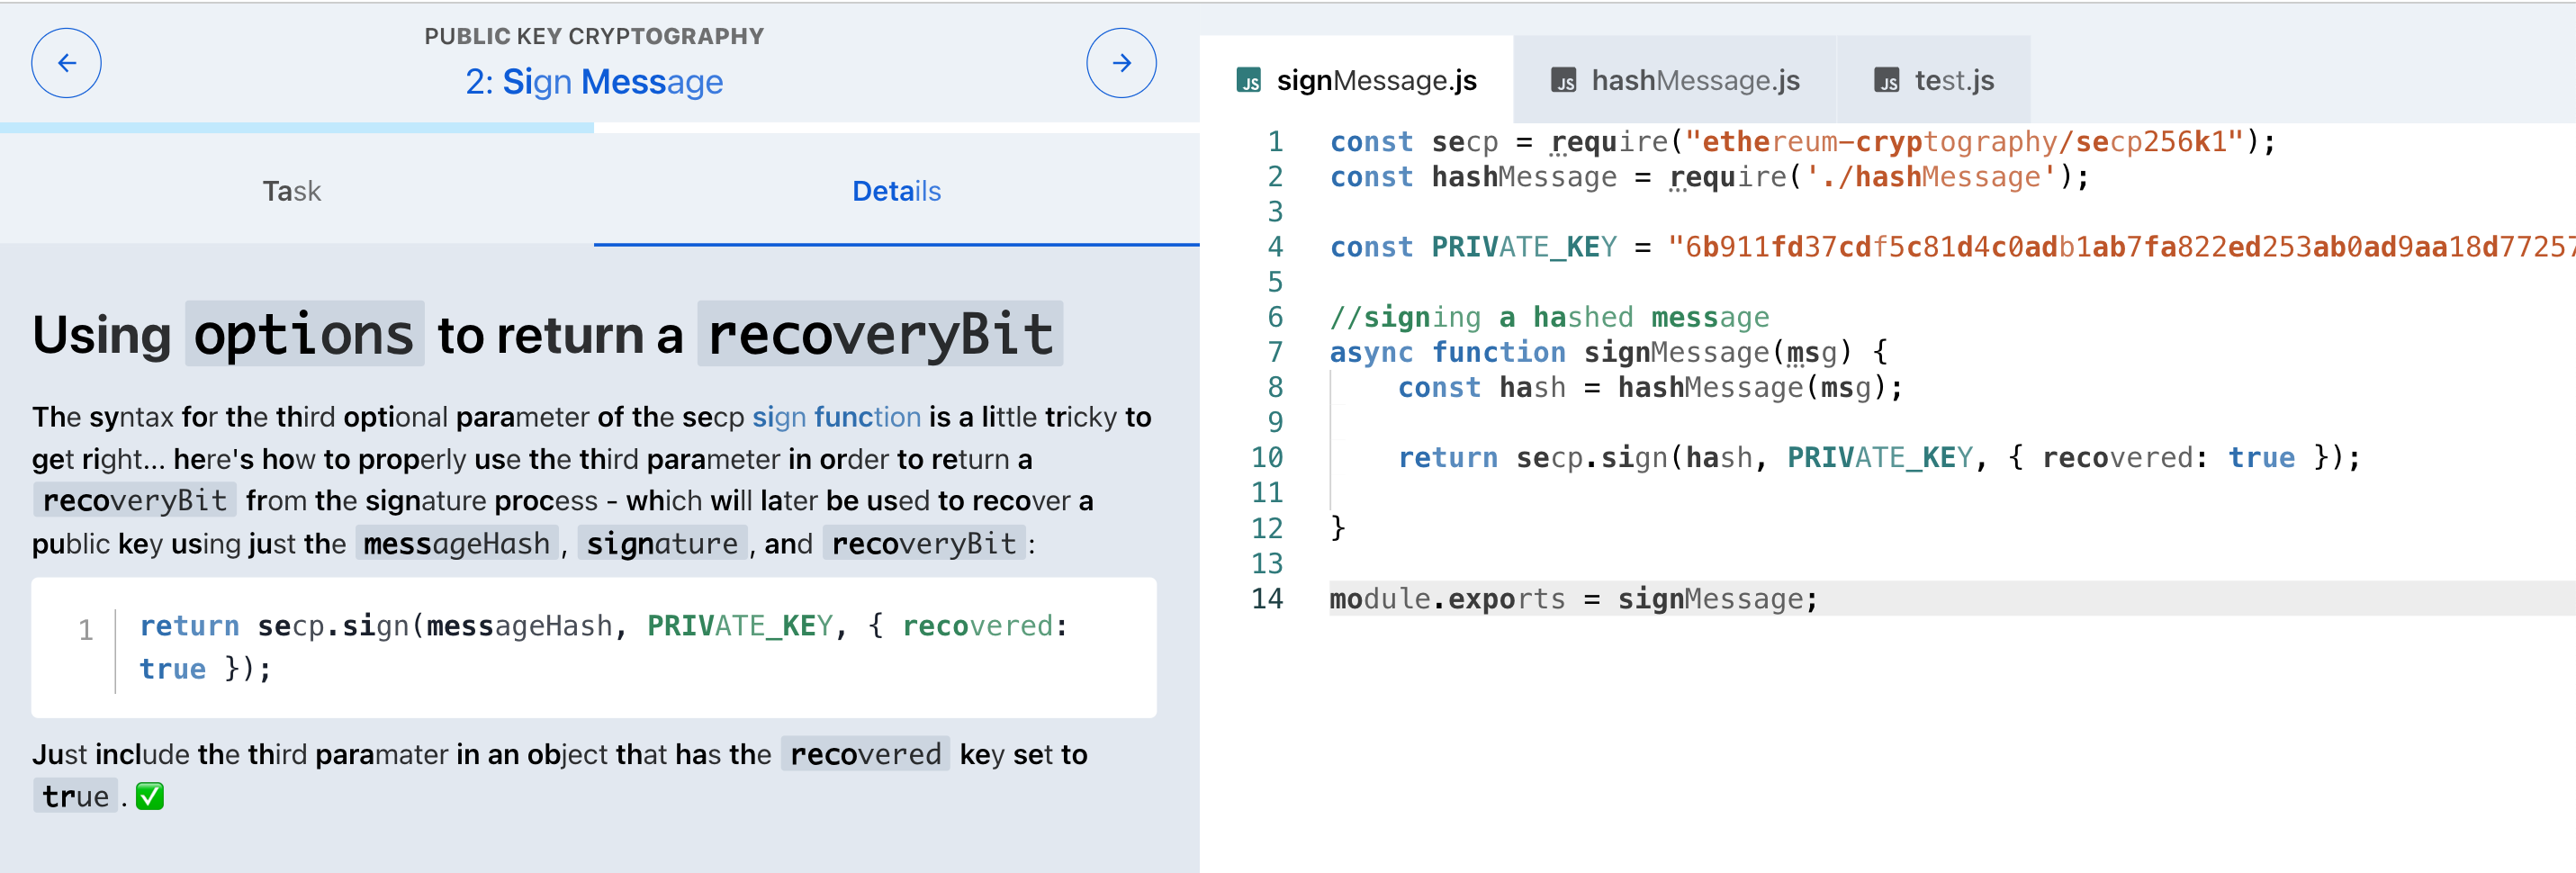 PUBLIC KEY CRYPTOGRAPHY
2: Sign Message
Task
Details
Using options to return a recoveryBit
The syntax for the third optional parameter of the secp sign function is a little tricky to
get right... here's how to properly use the third parameter in order to return a
recoveryBit from the signature process - which will later be used to recover a
public key using just the messageHash , signature , and recoveryBit :
1 return secp.sign(messageHash, PRIVATE_KEY, { recovered:
true });
Just include the third paramater in an object that has the recovered key set to
true . ✅
signMessage.js
hashMessage.js
test.js
1 const secp = require("ethereum-cryptography/secp256k1");
2 const hashMessage = require('./hashMessage');
3
4 const PRIVATE_KEY = "6b911fd37cdf5c81d4c0adb1ab7fa822ed253ab0ad9aa18d77257
5
6 //signing a hashed message
7 async function signMessage(msg) {
8 const hash = hashMessage(msg);
9
10 return secp.sign(hash, PRIVATE_KEY, { recovered: true });
11
12 }
13
14 module.exports = signMessage;